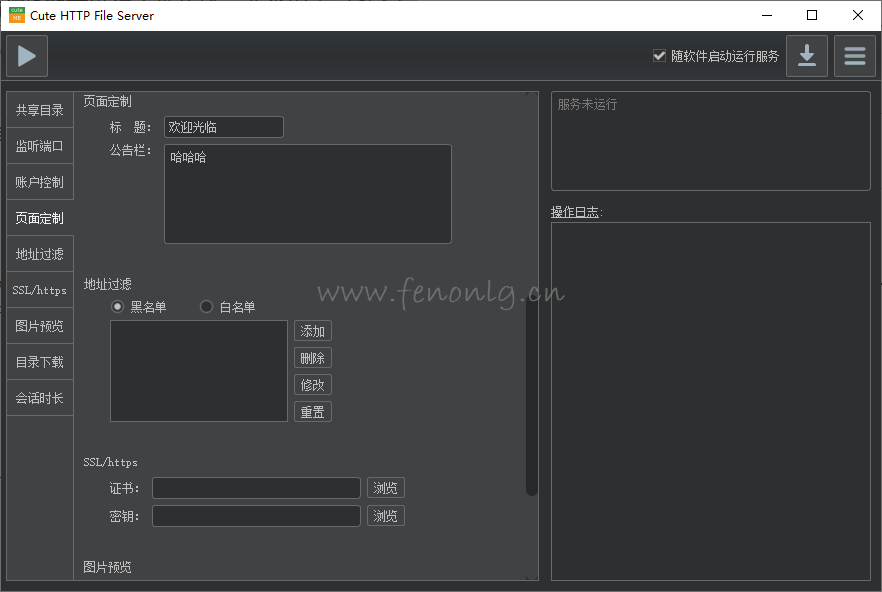 cute
NE
Cute HTTP File Server
随软件启动运行服务
共享目录
监听端口
账户控制
页面定制
地址过滤
SSL/https
图片预览
目录下载
会话时长
页面定制
标 题: 欢迎光临
公告栏: 哈哈哈
地址过滤
黑名单 白名单
添加
删除
修改
重置
SSL/https
证书: 浏览
密钥: 浏览
图片预览
服务未运行
操作日志:
www.fenonlg.cn